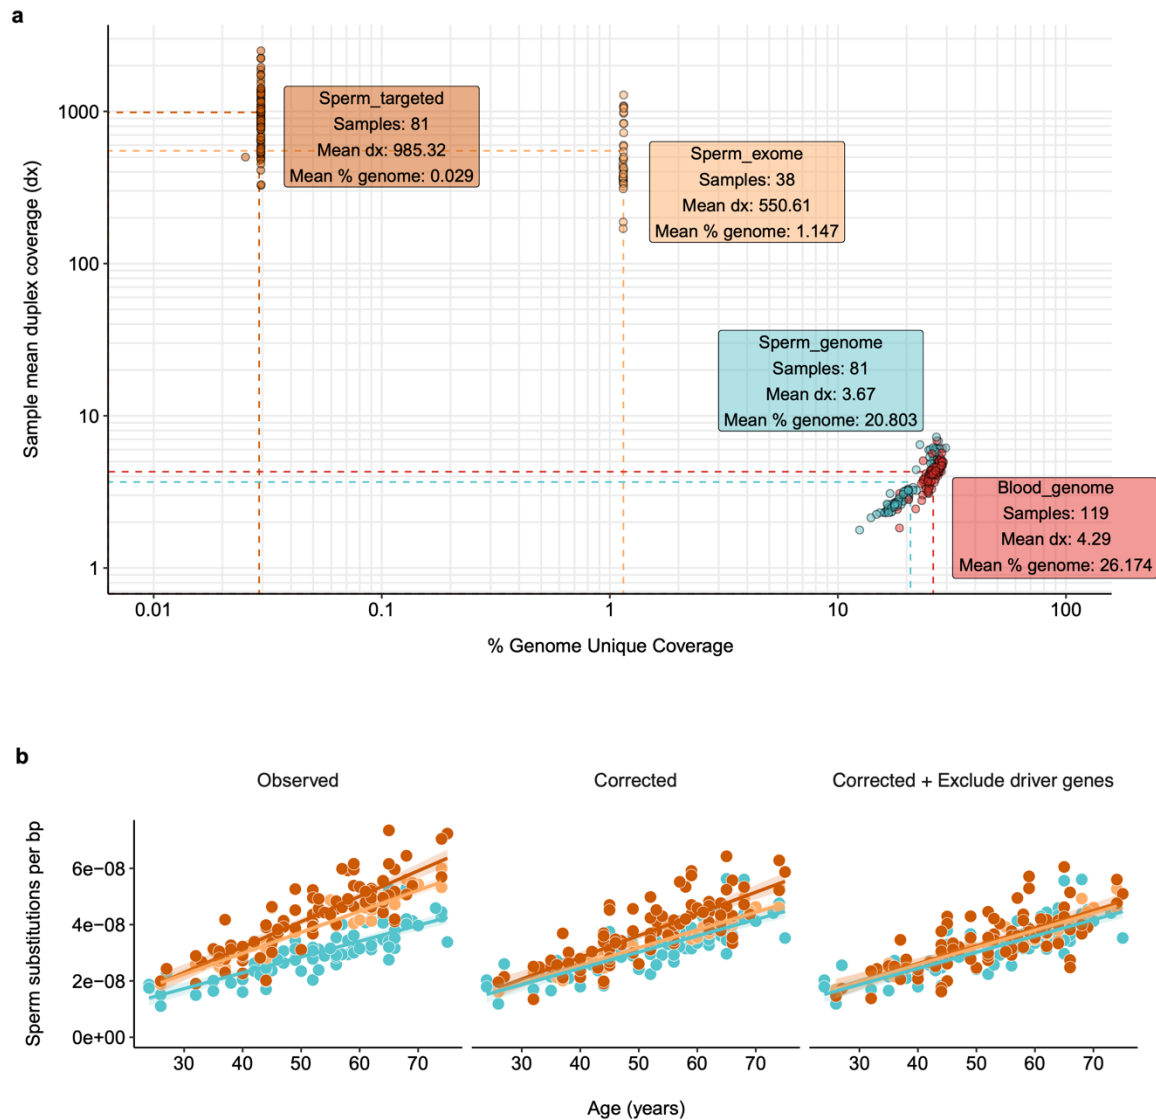 a
Sample mean duplex coverage (dx)
1000
100
10
1
Sperm_targeted
Samples: 81
Mean dx: 985.32
Mean % genome: 0.029
Sperm_exome
Samples: 38
Mean dx: 550.61
Mean % genome: 1.147
Sperm_genome
Samples: 81
Mean dx: 3.67
Mean % genome: 20.803
Blood_genome
Samples: 119
Mean dx: 4.29
Mean % genome: 26.174
0.01 0.1 1 10 100
% Genome Unique Coverage
b
Observed Corrected Corrected + Exclude driver genes
Sperm substitutions per bp
6e−08
4e−08
2e−08
0e+00
30 40 50 60 70 30 40 50 60 70 30 40 50 60 70
Age (years)